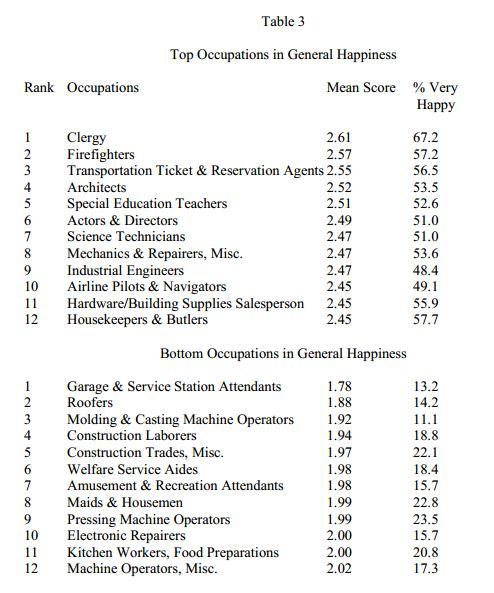 Table 3
Top Occupations in General Happiness
Rank Occupations Mean Score % Very
Happy
1 Clergy 2.61 67.2
2 Firefighters 2.57 57.2
3 Transportation Ticket & Reservation Agents 2.55 56.5
4 Architects 2.52 53.5
5 Special Education Teachers 2.51 52.6
6 Actors & Directors 2.49 51.0
7 Science Technicians 2.47 51.0
8 Mechanics & Repairers, Misc. 2.47 53.6
9 Industrial Engineers 2.47 48.4
10 Airline Pilots & Navigators 2.45 49.1
11 Hardware/Building Supplies Salesperson 2.45 55.9
12 Housekeepers & Butlers 2.45 57.7
Bottom Occupations in General Happiness
1 Garage & Service Station Attendants 1.78 13.2
2 Roofers 1.88 14.2
3 Molding & Casting Machine Operators 1.92 11.1
4 Construction Laborers 1.94 18.8
5 Construction Trades, Misc. 1.97 22.1
6 Welfare Service Aides 1.98 18.4
7 Amusement & Recreation Attendants 1.98 15.7
8 Maids & Housemen 1.99 22.8
9 Pressing Machine Operators 1.99 23.5
10 Electronic Repairers 2.00 15.7
11 Kitchen Workers, Food Preparations 2.00 20.8
12 Machine Operators, Misc. 2.02 17.3